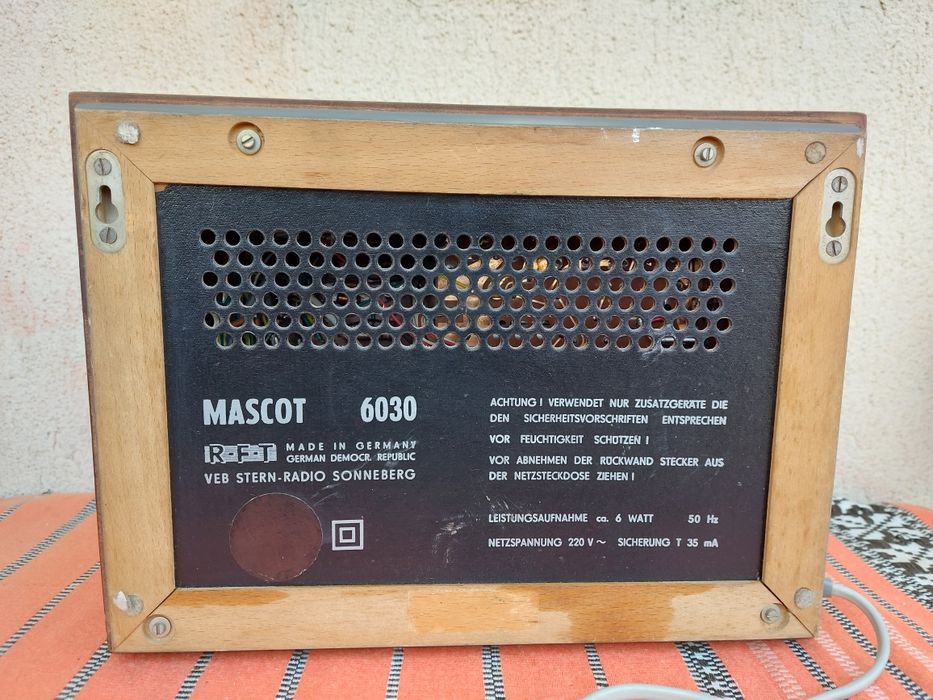 MASCOT 6030
R-F-T MADE IN GERMANY
GERMAN DEMOCR. REPUBLIC
VEB STERN-RADIO SONNEBERG
ACHTUNG! VERWENDET NUR ZUSATZGERÄTE DIE
DEN SICHERHEITSVORSCHRIFTEN ENTSPRECHEN
VOR FEUCHTIGKEIT SCHÜTZEN!
VOR ABNEHMEN DER RÜCKWAND STECKER AUS
DER NETZSTECKDOSE ZIEHEN!
LEISTUNGSAUFNAHME ca. 6 WATT 50 Hz
NETZSPANNUNG 220 V ~ SICHERUNG T 35 mA